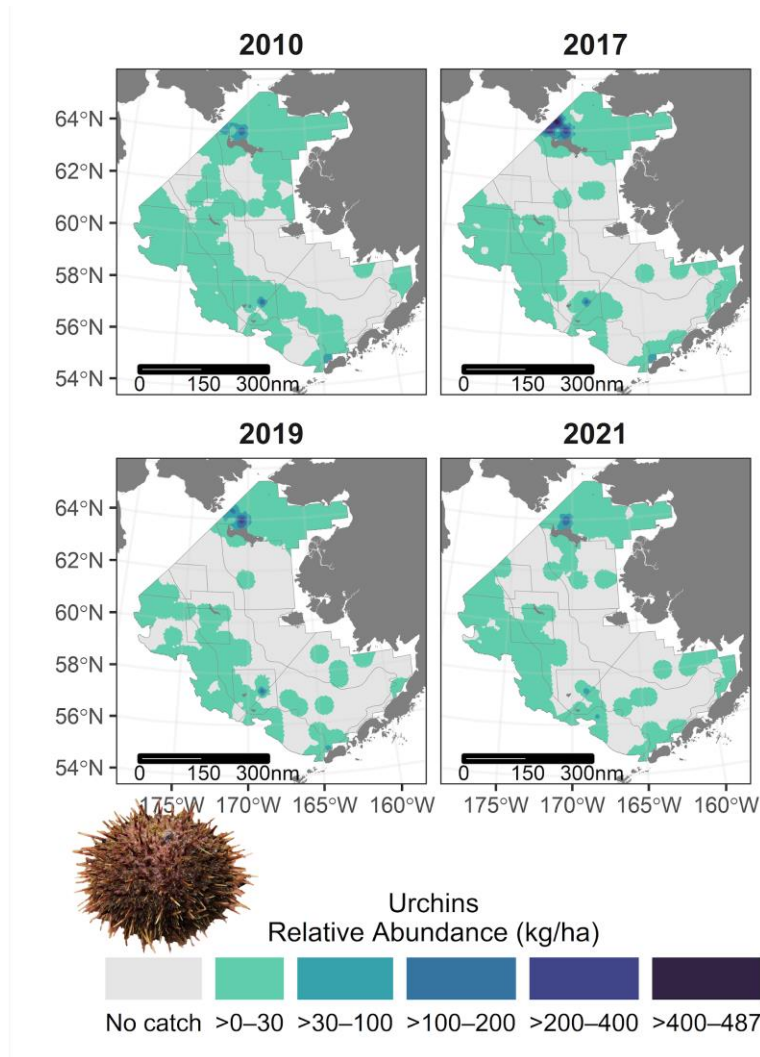 2010 2017
64°N
62°N
60°N
58°N
56°N
54°N
0 150 300nm 0 150 300nm
2019 2021
64°N
62°N
60°N
58°N
56°N
54°N
0 150 300nm 0 150 300nm
175°W 170°W 165°W 160°W 175°W 170°W 165°W 160°W
Urchins
Relative Abundance (kg/ha)
No catch >0–30 >30–100 >100–200 >200–400 >400–487